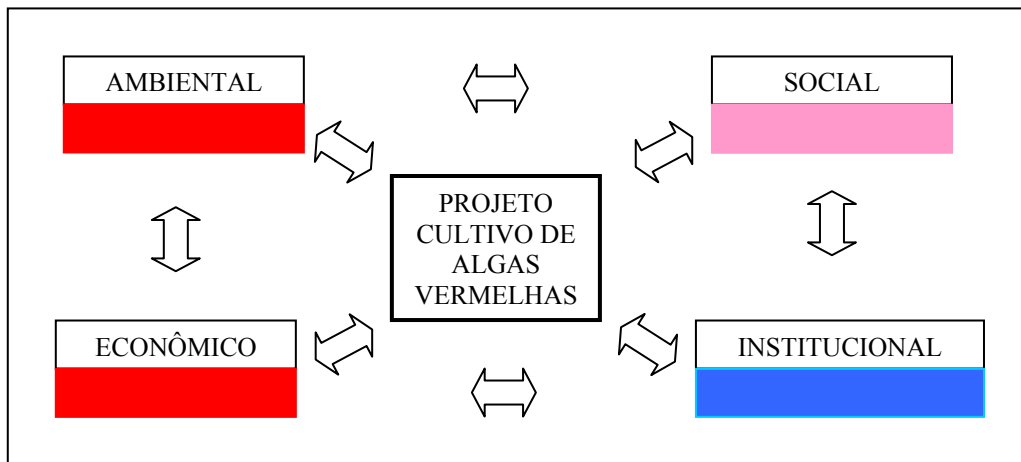 AMBIENTAL
SOCIAL
PROJETO
CULTIVO DE
ALGAS
VERMELHAS
ECONÔMICO
INSTITUCIONAL